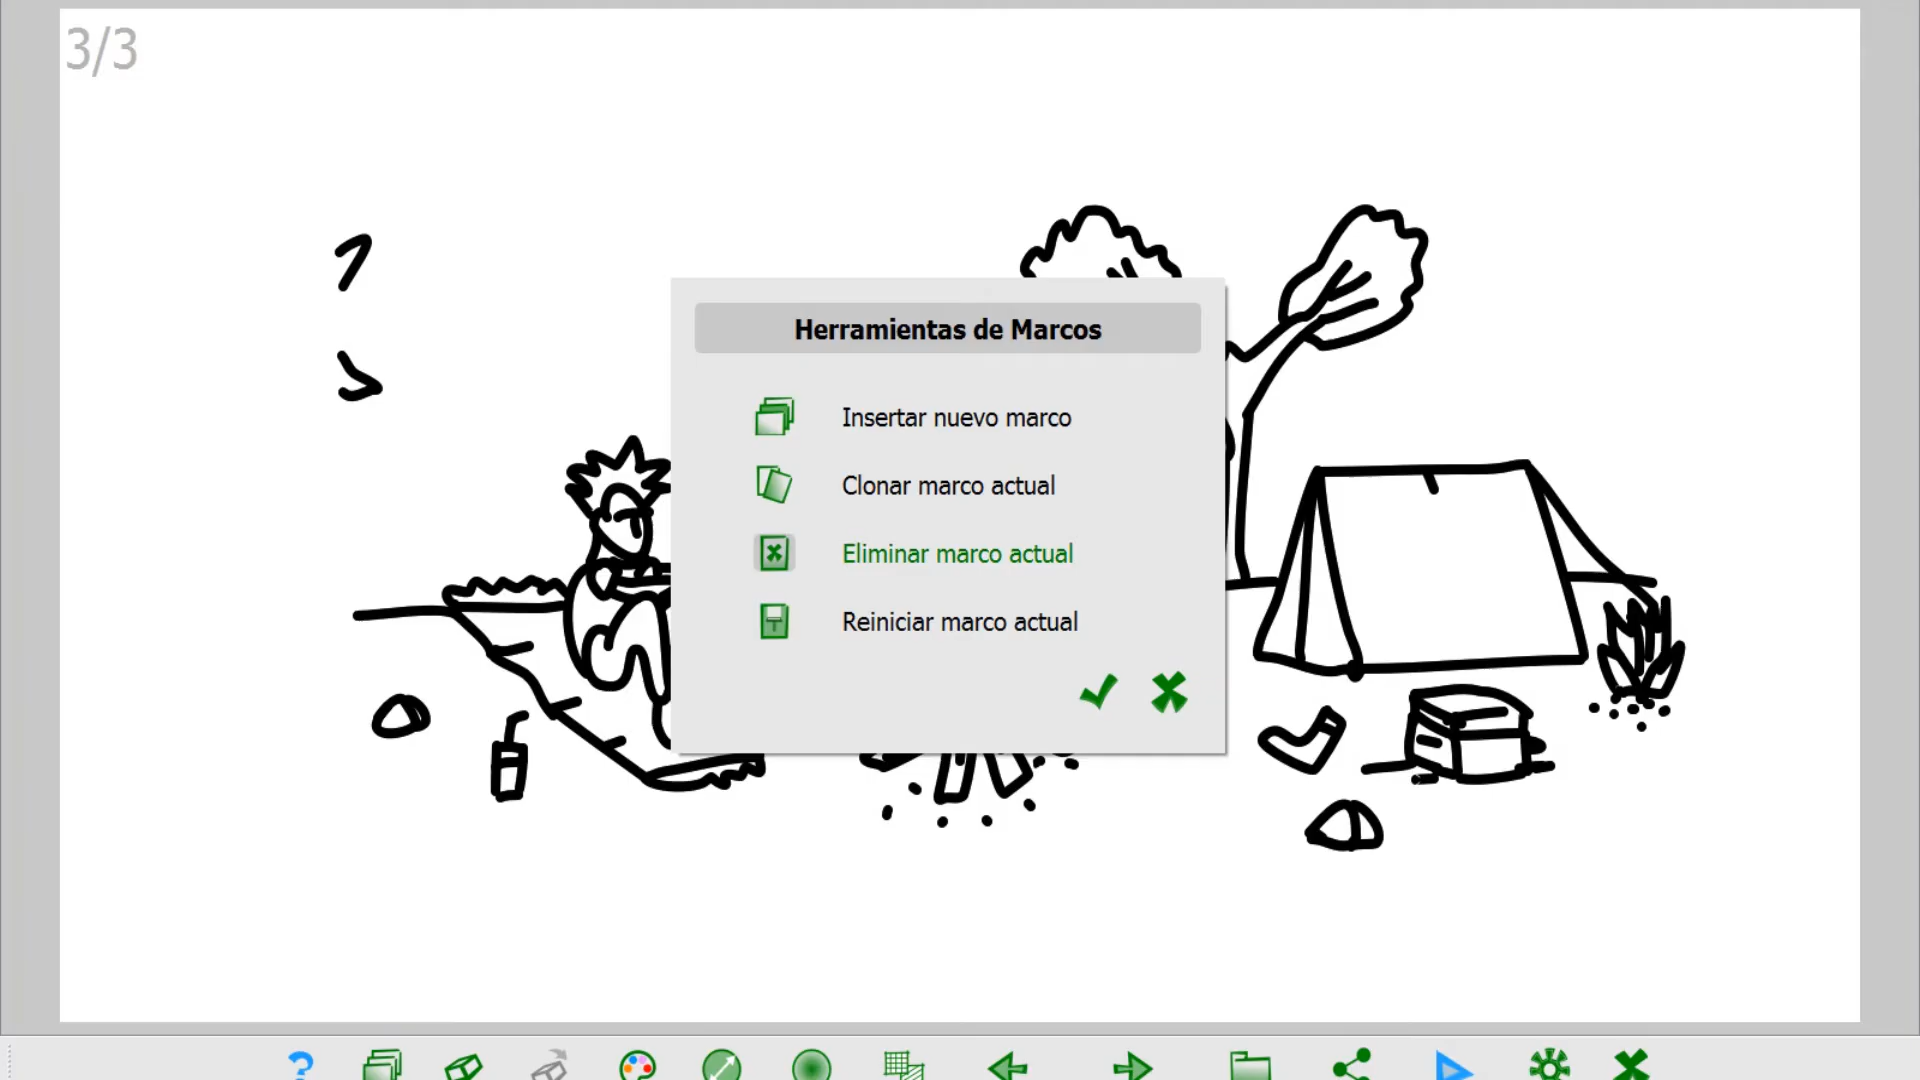 3/3
Herramientas de Marcos
Insertar nuevo marco
Clonar marco actual
Eliminar marco actual
Reiniciar marco actual